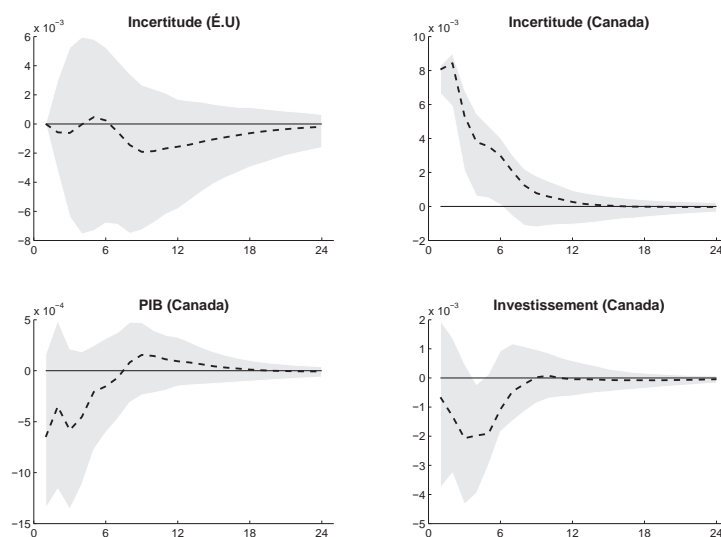 Incertitude (É.U)
x 10⁻³
6
4
2
0
−2
−4
−6
−8
0 6 12 18 24
Incertitude (Canada)
x 10⁻³
10
8
6
4
2
0
−2
0 6 12 18 24
PIB (Canada)
x 10⁻⁴
5
0
−5
−10
−15
0 6 12 18 24
Investissement (Canada)
x 10⁻³
2
1
0
−1
−2
−3
−4
−5
0 6 12 18 24